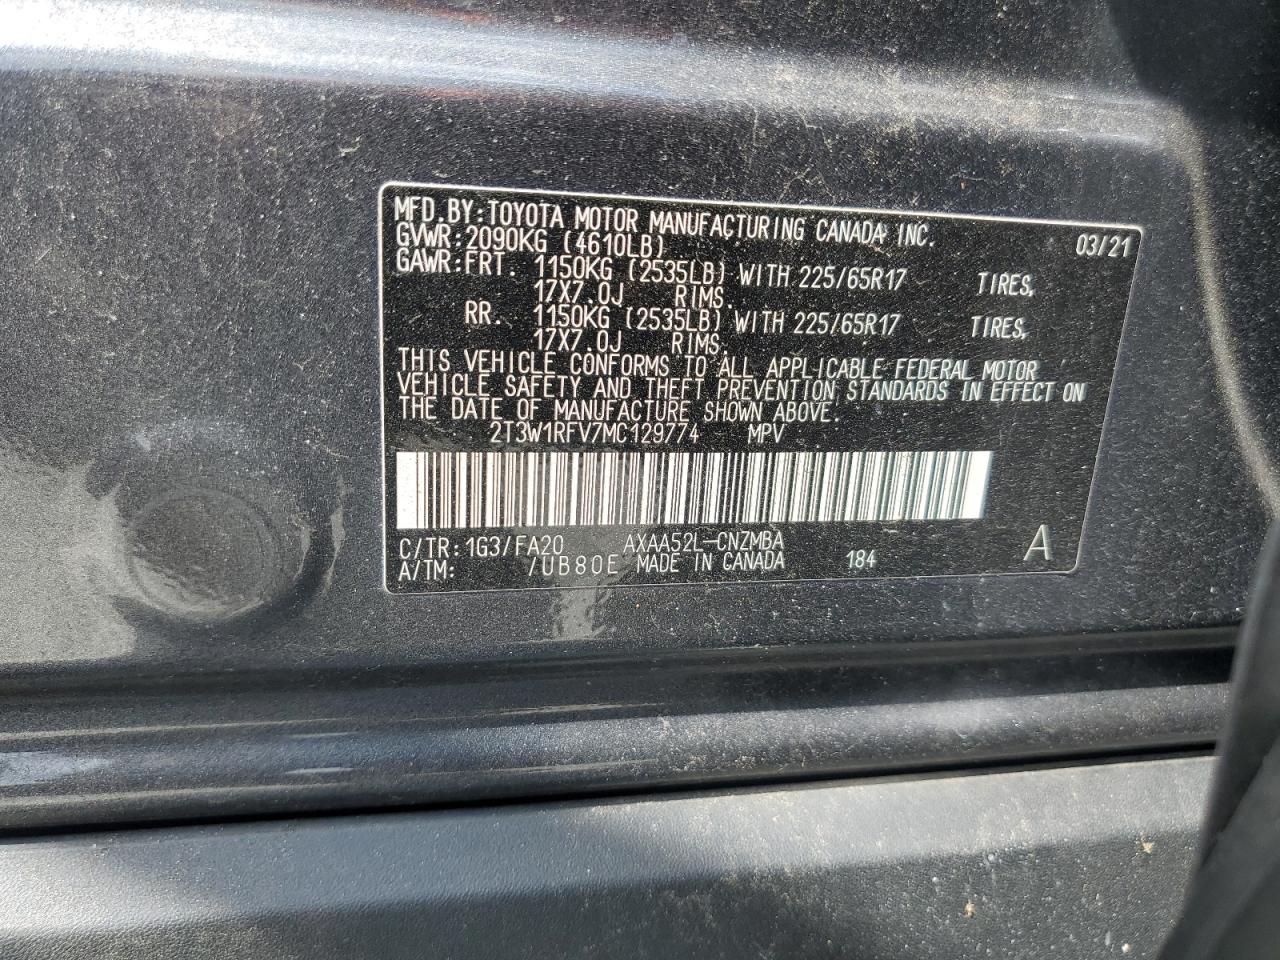 MFD.BY:TOYOTA MOTOR MANUFACTURING CANADA INC. 03/21
GVWR:2090KG (4610LB)
GAWR:FRT. 1150KG (2535LB) WITH 225/65R17 TIRES,
17X7.0J RIMS.
RR. 1150KG (2535LB) WITH 225/65R17 TIRES,
17X7.0J RIMS.
THIS VEHICLE CONFORMS TO ALL APPLICABLE FEDERAL MOTOR
VEHICLE SAFETY AND THEFT PREVENTION STANDARDS IN EFFECT ON
THE DATE OF MANUFACTURE SHOWN ABOVE.
2T3W1RFV7MC129774 MPV
C/TR:1G3/FA20 AXAA52L-CNZMBA
A/TM: /UB80E MADE IN CANADA 184 A